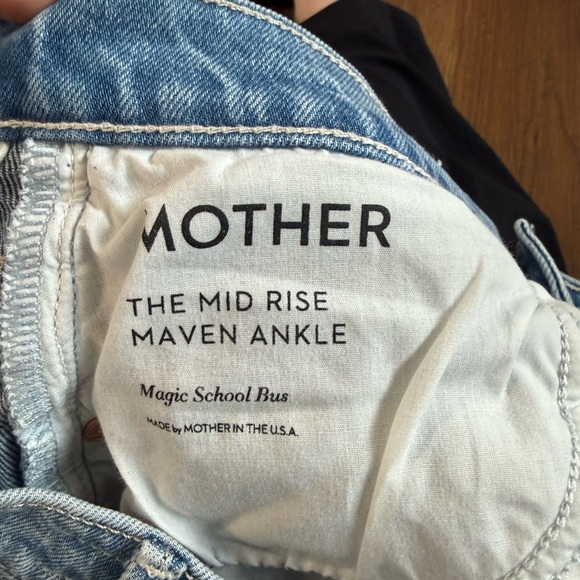 MOTHER
THE MID RISE
MAVEN ANKLE
Magic School Bus
MADE by MOTHER IN THE U.S.A.